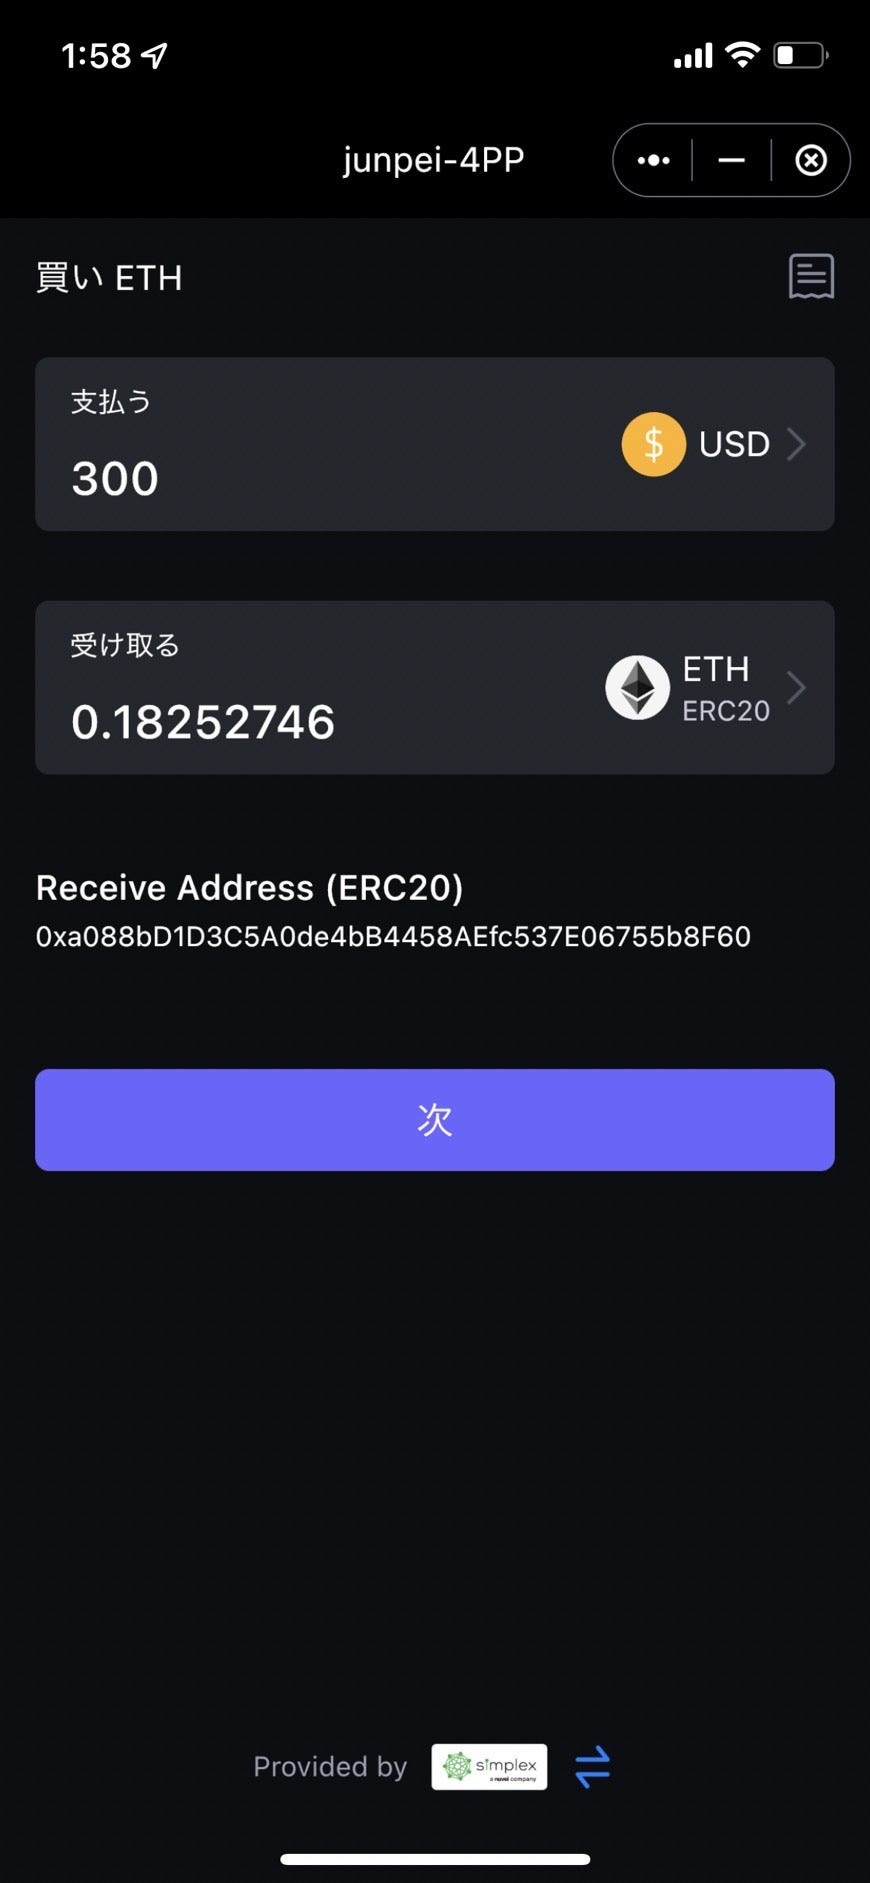 1:58
junpei-4PP
買い ETH
支払う
300
$ USD
受け取る
0.18252746
ETH
ERC20
Receive Address (ERC20)
0xa088bD1D3C5A0de4bB4458AEfc537E06755b8F60
次
Provided by simplex
a nuvei company